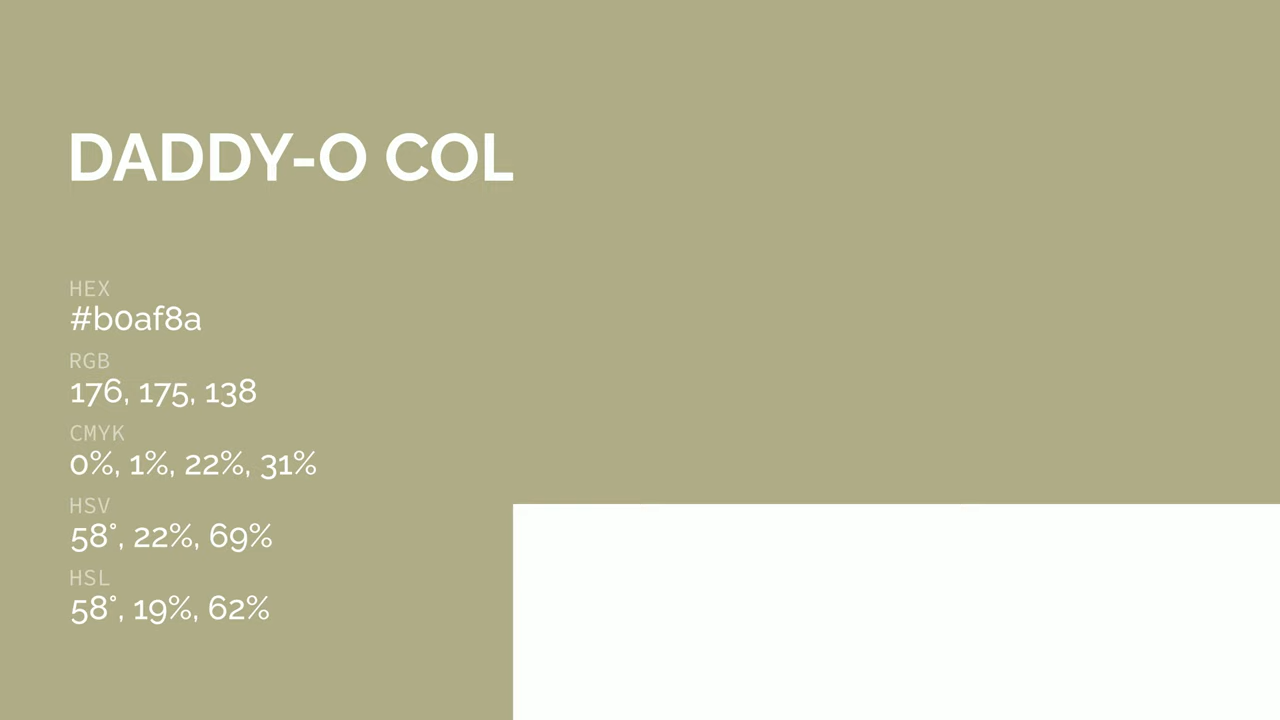 DADDY-O COL
HEX
#b0af8a
RGB
176, 175, 138
CMYK
0%, 1%, 22%, 31%
HSV
58°, 22%, 69%
HSL
58°, 19%, 62%